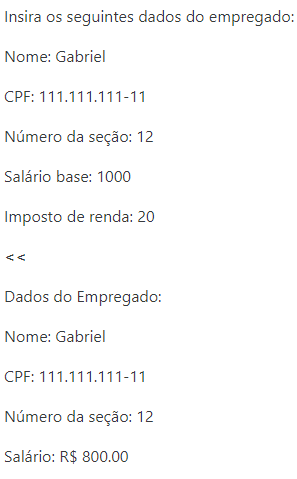 Insira os seguintes dados do empregado:
Nome: Gabriel
CPF: 111.111.111-11
Número da seção: 12
Salário base: 1000
Imposto de renda: 20
<<
Dados do Empregado:
Nome: Gabriel
CPF: 111.111.111-11
Número da seção: 12
Salário: R$ 800.00